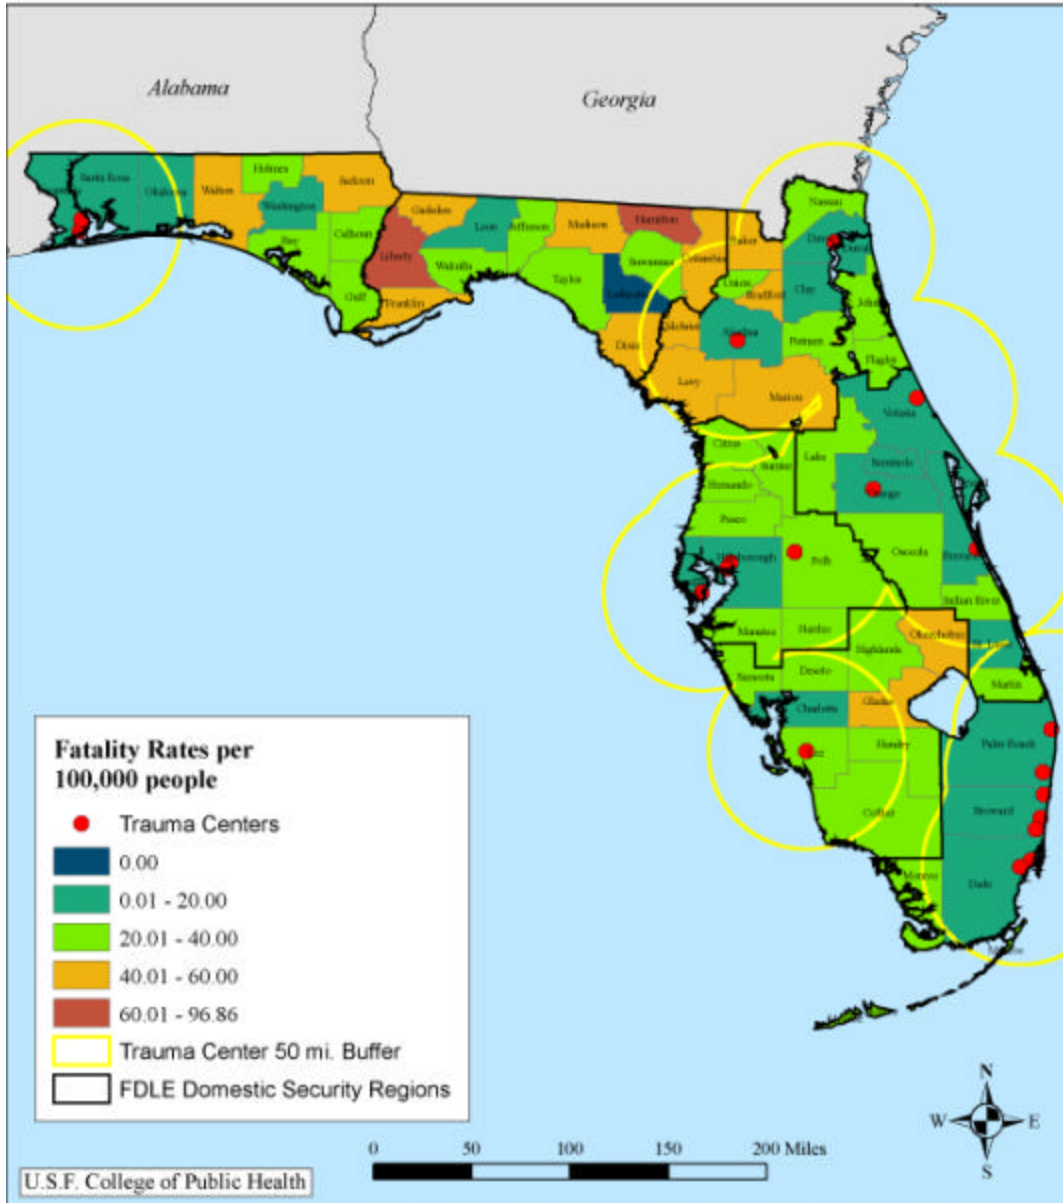 Alabama
Georgia
Santa Rosa
Okaloosa
Walton
Holmes
Washington
Jackson
Bay
Calhoun
Gulf
Gadsden
Liberty
Leon
Wakulla
Franklin
Jefferson
Madison
Taylor
Hamilton
Suwannee
Lafayette
Dixie
Columbia
Baker
Nassau
Duval
Union
Bradford
Clay
Gilchrist
Alachua
Putnam
Flagler
Levy
Marion
Volusia
Citrus
Sumter
Lake
Hernando
Seminole
Orange
Pasco
Hillsborough
Polk
Osceola
Indian River
Manatee
Hardee
Highlands
Okeechobee
Sarasota
Desoto
Martin
Charlotte
Glades
Lee
Hendry
Palm Beach
Collier
Broward
Monroe
Dade
Fatality Rates per
100,000 people
Trauma Centers
0.00
0.01 - 20.00
20.01 - 40.00
40.01 - 60.00
60.01 - 96.86
Trauma Center 50 mi. Buffer
FDLE Domestic Security Regions
N
W E
S
0 50 100 150 200 Miles
U.S.F. College of Public Health